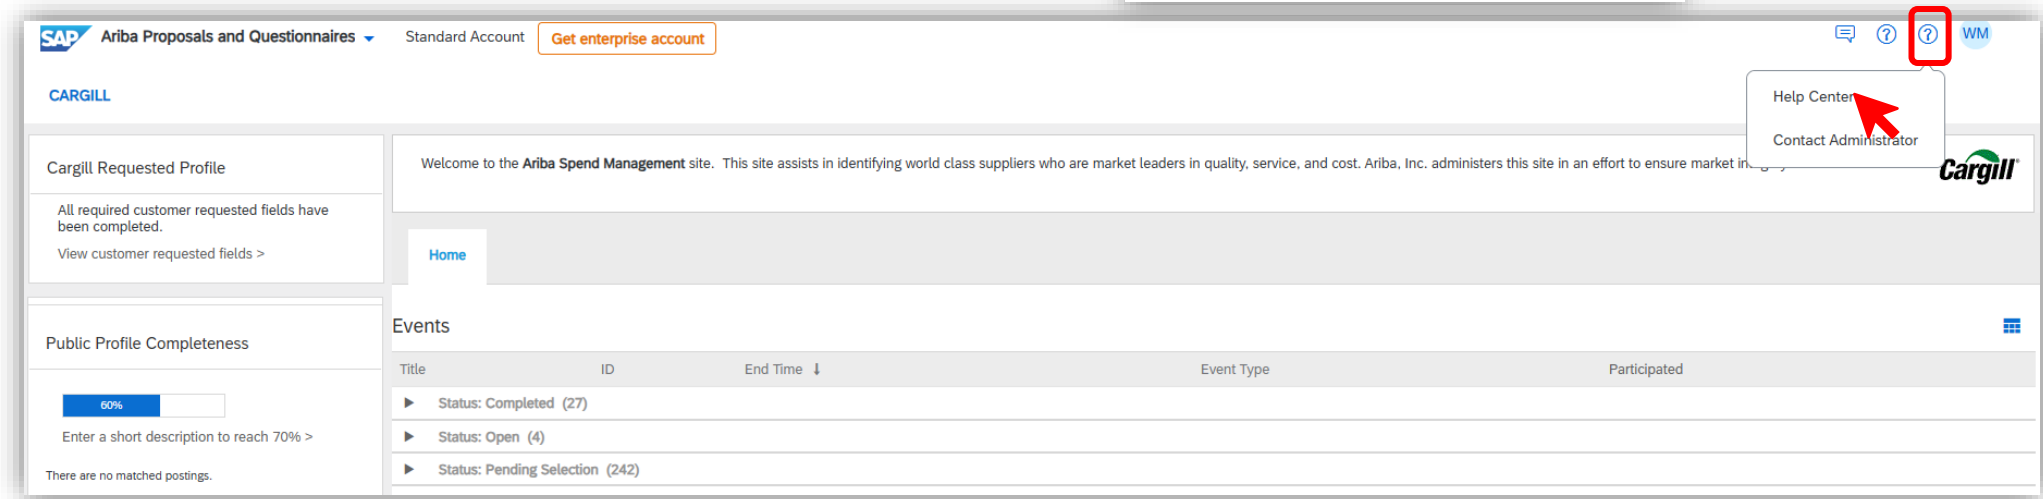 SAP Ariba Proposals and Questionnaires Standard Account Get enterprise account WM
Help Center
Contact Administrator
CARGILL
Cargill Requested Profile
All required customer requested fields have
been completed.
View customer requested fields >
Welcome to the Ariba Spend Management site. This site assists in identifying world class suppliers who are market leaders in quality, service, and cost. Ariba, Inc. administers this site in an effort to ensure market
Cargill
Home
Public Profile Completeness
60%
Enter a short description to reach 70% >
There are no matched postings.
Events
Title ID End Time Event Type Participated
Status: Completed (27)
Status: Open (4)
Status: Pending Selection (242)